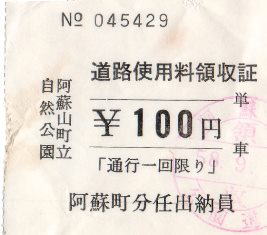 № 045429
道路使用料領収証
阿蘇山町立
自然公園
¥100円
単車
「通行一回限り」
阿蘇町分任出納員